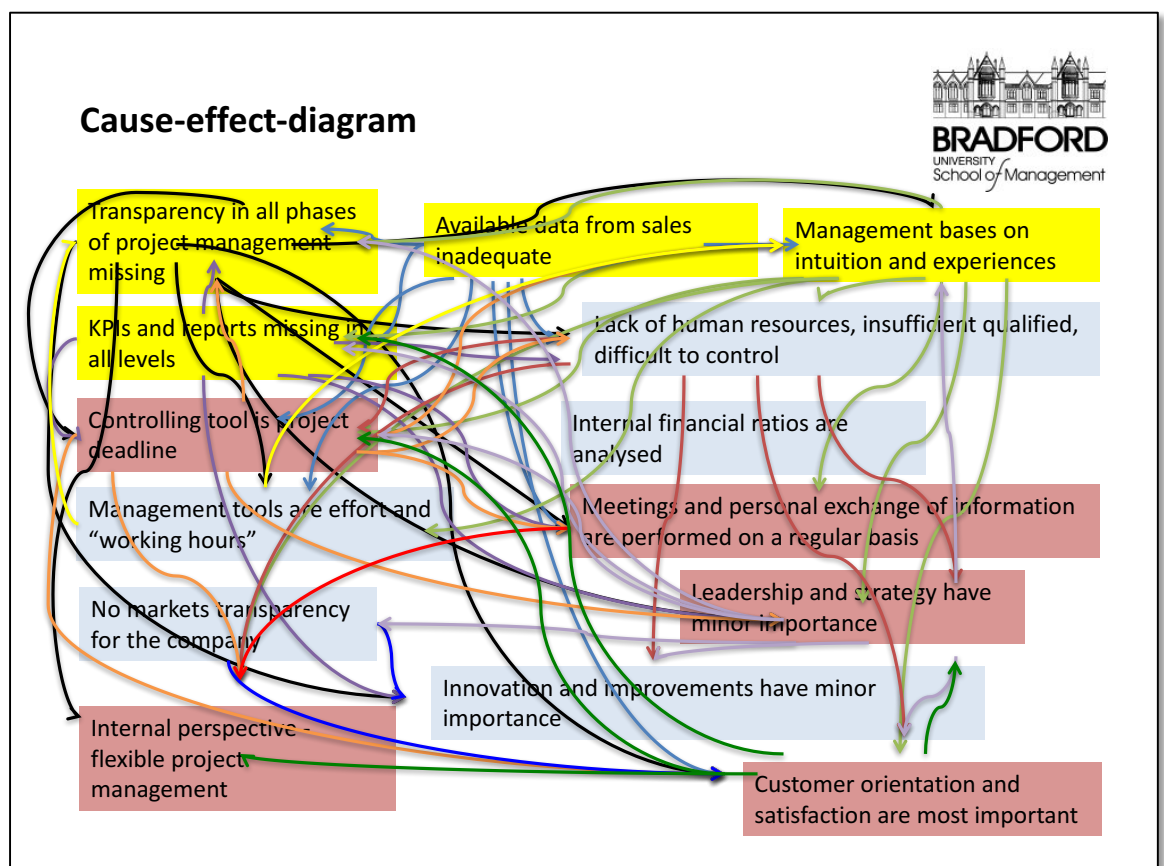 Cause-effect-diagram
BRADFORD
UNIVERSITY
School of Management
Transparency in all phases
of project management
missing
Available data from sales
inadequate
Management bases on
intuition and experiences
KPIs and reports missing in
all levels
Lack of human resources, insufficient qualified,
difficult to control
Controlling tool is project
deadline
Internal financial ratios are
analysed
Management tools are effort and
“working hours”
Meetings and personal exchange of information
are performed on a regular basis
Leadership and strategy have
minor importance
No markets transparency
for the company
Innovation and improvements have minor
importance
Internal perspective -
flexible project
management
Customer orientation and
satisfaction are most important